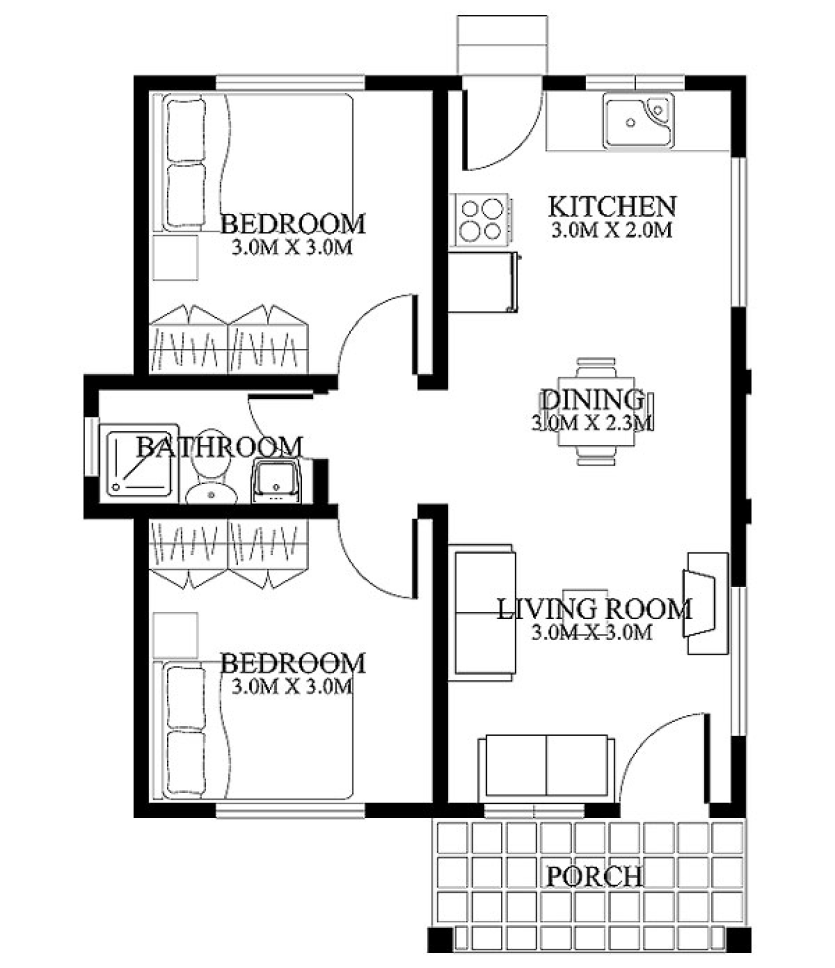 BEDROOM
3.0M X 3.0M
KITCHEN
3.0M X 2.0M
DINING
3.0M X 2.3M
BATHROOM
LIVING ROOM
3.0M X 3.0M
BEDROOM
3.0M X 3.0M
PORCH